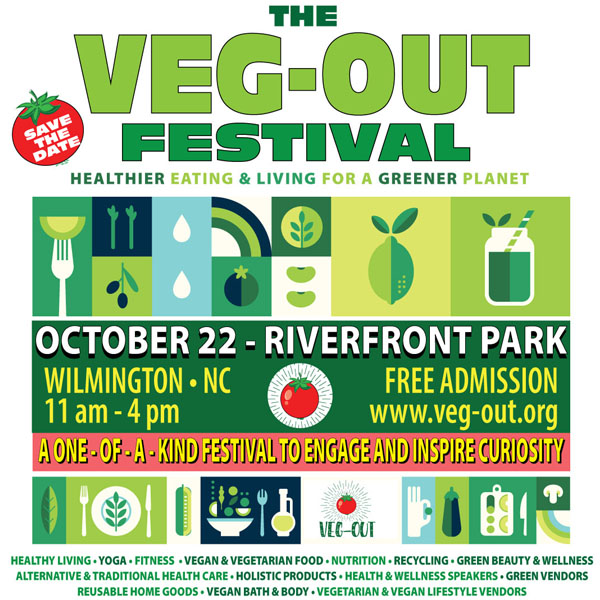 THE
VEG-OUT
FESTIVAL
SAVE
THE
DATE
HEALTHIER EATING & LIVING FOR A GREENER PLANET
OCTOBER 22 - RIVERFRONT PARK
WILMINGTON • NC
11 am - 4 pm
FREE ADMISSION
www.veg-out.org
A ONE - OF - A - KIND FESTIVAL TO ENGAGE AND INSPIRE CURIOSITY
VEG-OUT
HEALTHY LIVING • YOGA • FITNESS • VEGAN & VEGETARIAN FOOD • NUTRITION • RECYCLING • GREEN BEAUTY & WELLNESS
ALTERNATIVE & TRADITIONAL HEALTH CARE • HOLISTIC PRODUCTS • HEALTH & WELLNESS SPEAKERS • GREEN VENDORS
REUSABLE HOME GOODS • VEGAN BATH & BODY • VEGETARIAN & VEGAN LIFESTYLE VENDORS